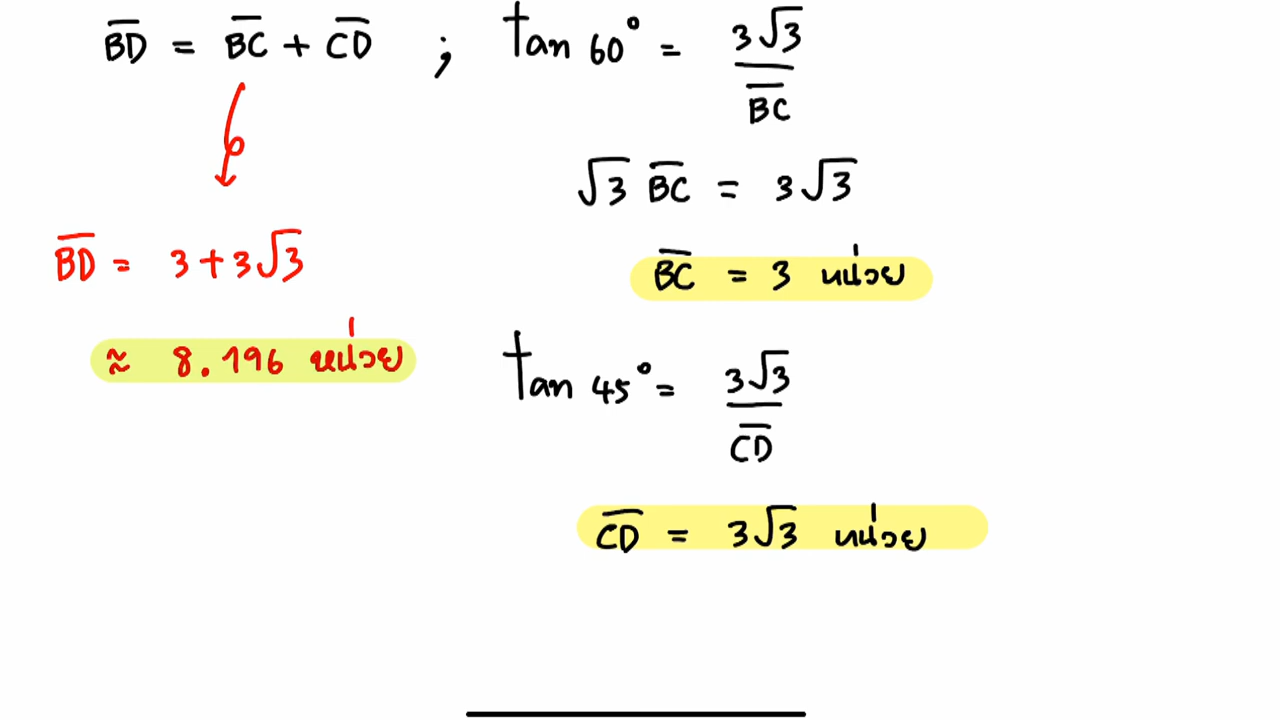 BD = BC + CD ; tan 60° = 3√3 / BC
√3 BC = 3√3
BC = 3 หน่วย
BD = 3 + 3√3
≈ 8.196 หน่วย
tan 45° = 3√3 / CD
CD = 3√3 หน่วย